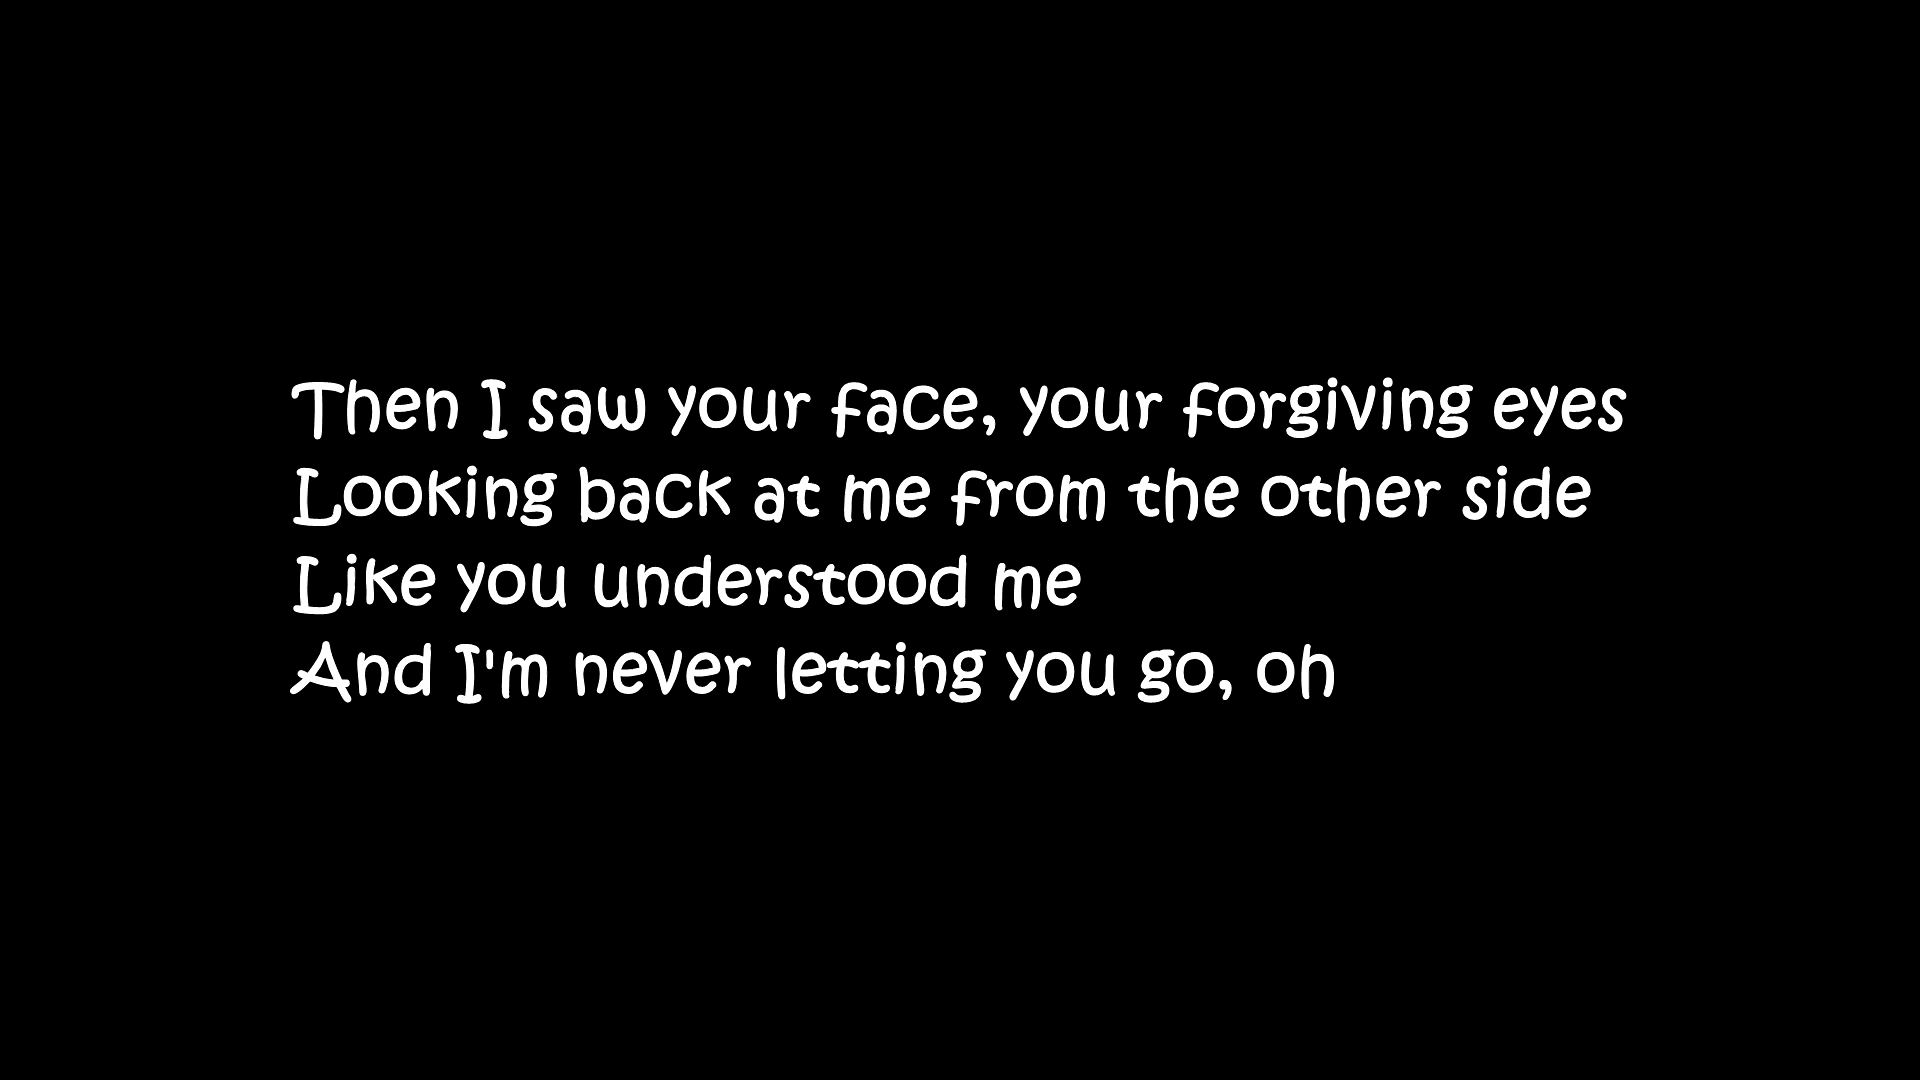 Then I saw your face, your forgiving eyes
Looking back at me from the other side
Like you understood me
And I'm never letting you go, oh